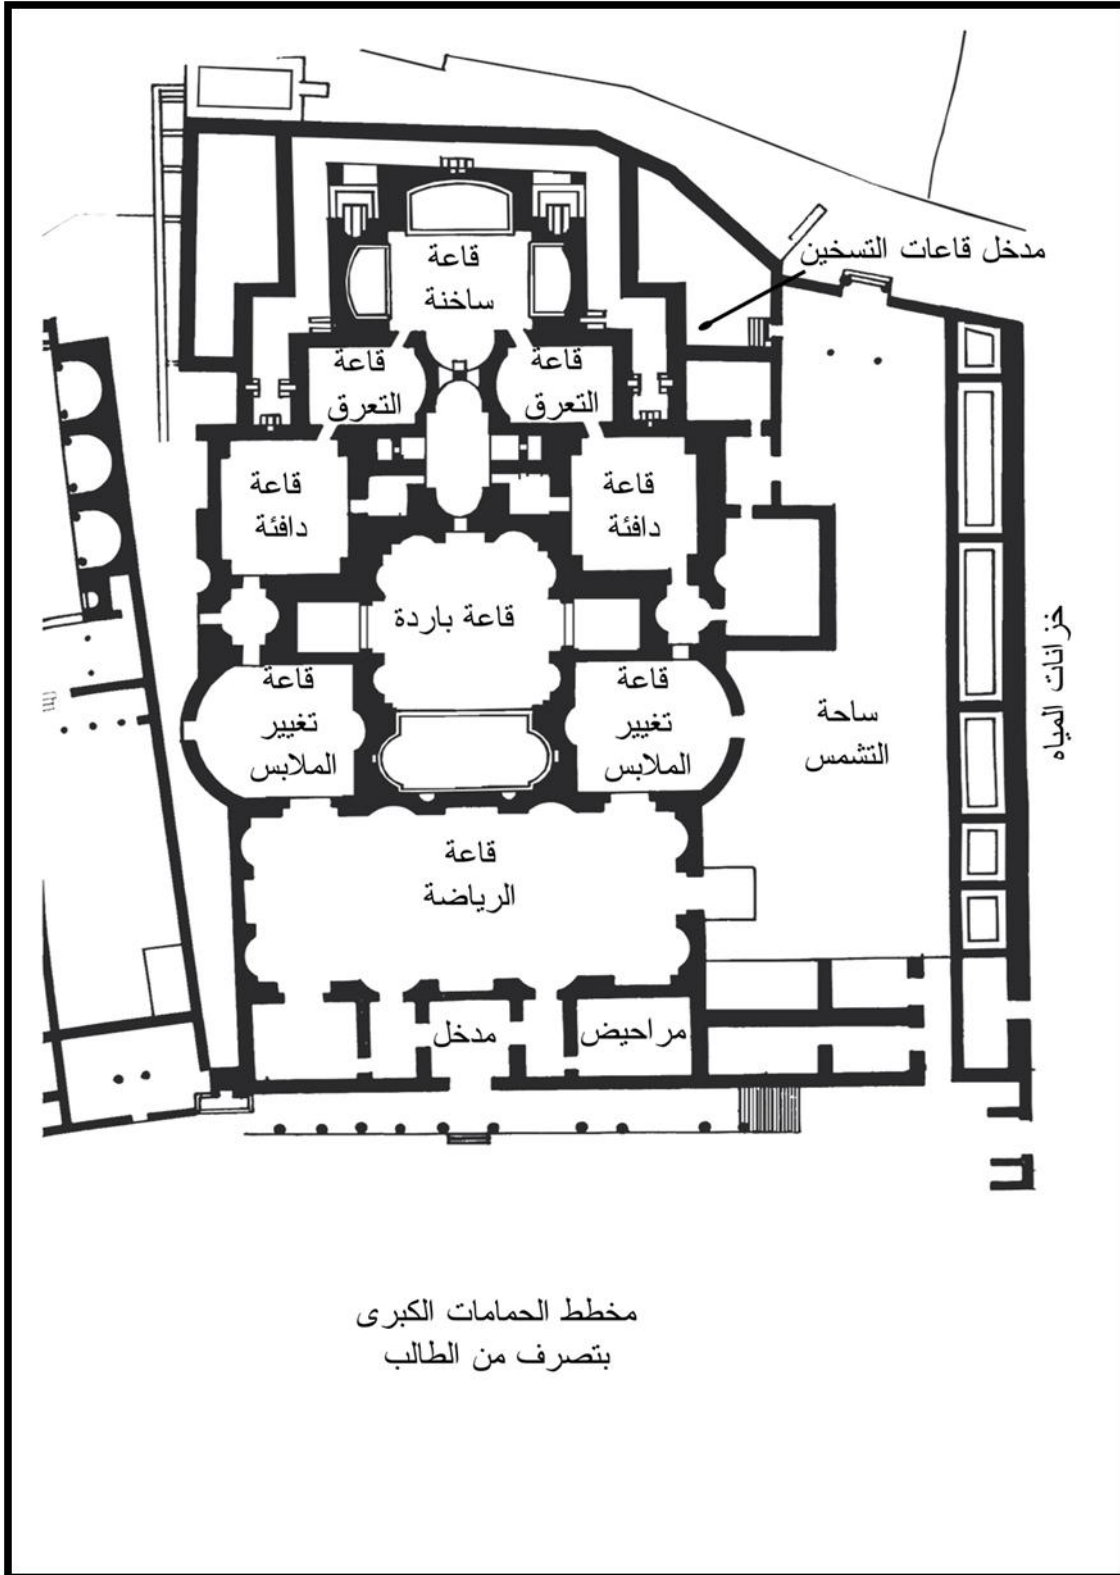 مدخل قاعات التسخين
قاعة
ساخنة
قاعة
التعرق
قاعة
التعرق
قاعة
دافئة
قاعة
دافئة
قاعة باردة
خزانات المياه
قاعة
تغيير
الملابس
قاعة
تغيير
الملابس
ساحة
التشمس
قاعة
الرياضة
مدخل
مراحيض
مخطط الحمامات الكبرى
بتصرف من الطالب